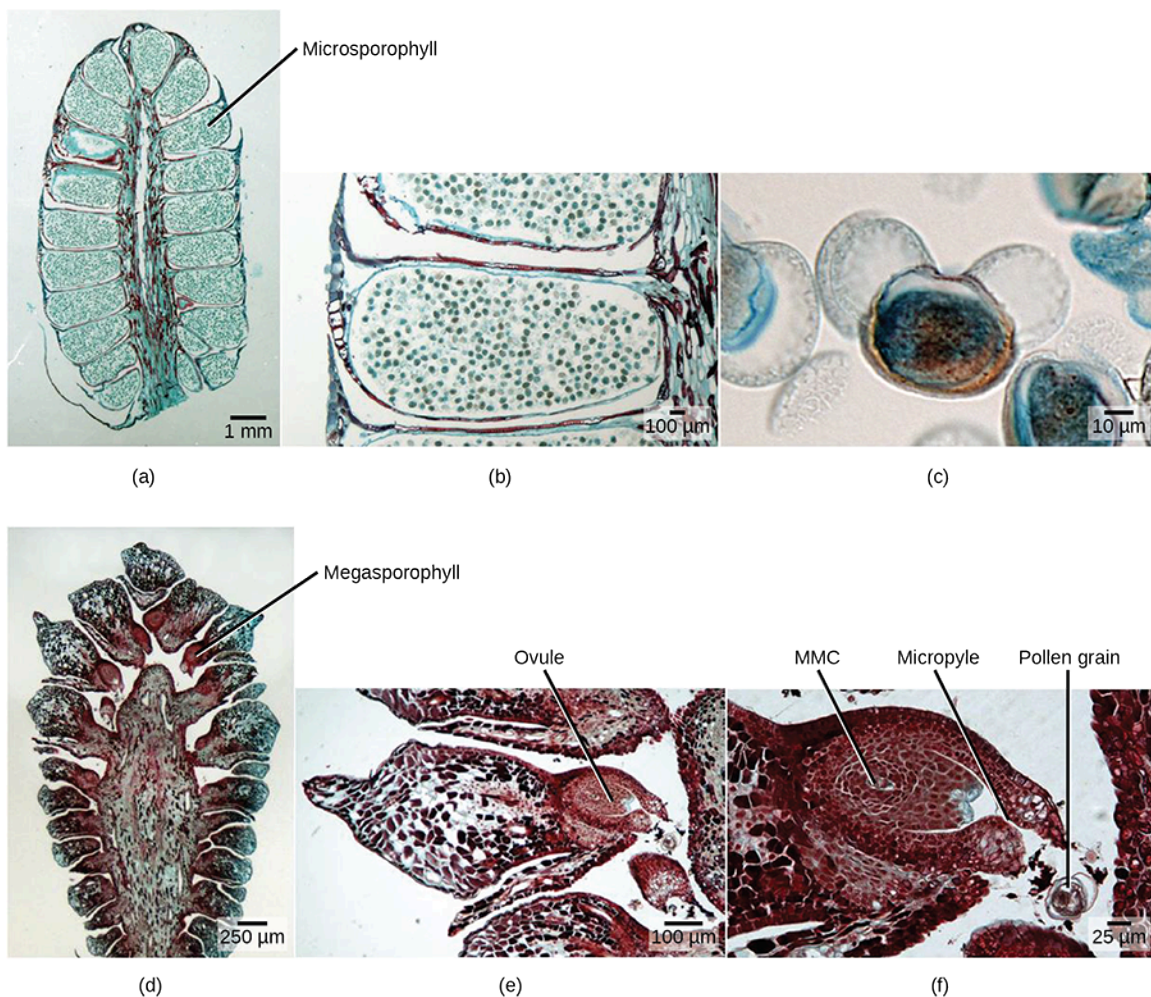 Microsporophyll
1 mm
100 µm
10 µm
(a)
(b)
(c)
Megasporophyll
Ovule
MMC
Micropyle
Pollen grain
250 µm
100 µm
25 µm
(d)
(e)
(f)